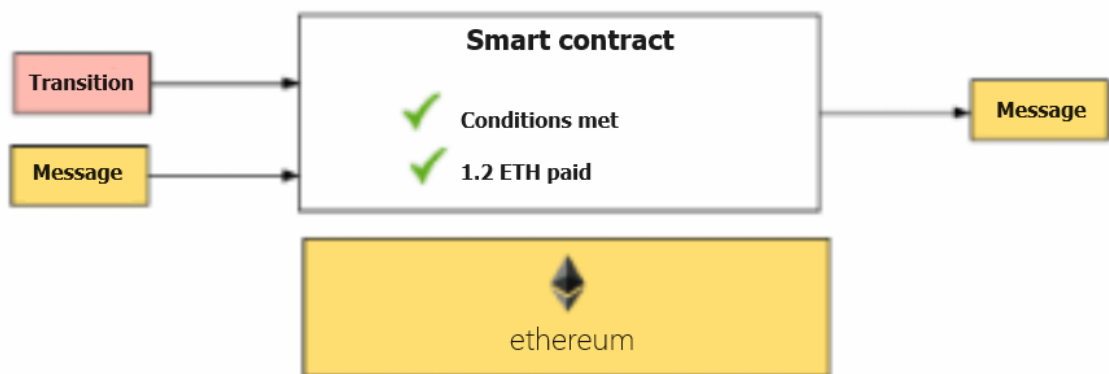 Smart contract
Transition
Conditions met
Message
Message
1.2 ETH paid
ethereum